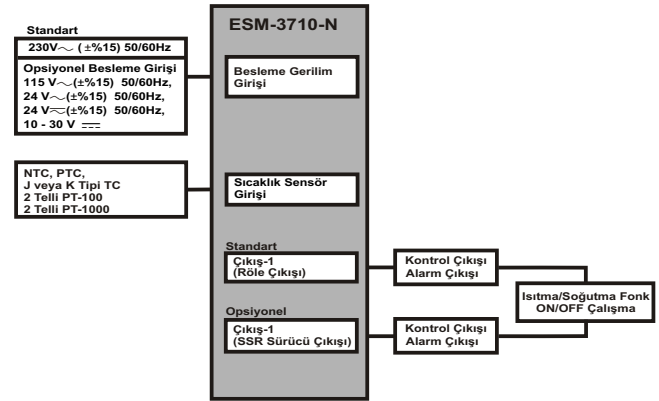 ESM-3710-N
Standart
230V～ ( ±%15) 50/60Hz
Opsiyonel Besleme Girişi
115 V～(±%15) 50/60Hz,
24 V～(±%15) 50/60Hz,
24 V⏦(±%15) 50/60Hz,
10 - 30 V ⎓
Besleme Gerilim
Girişi
NTC, PTC,
J veya K Tipi TC
2 Telli PT-100
2 Telli PT-1000
Sıcaklık Sensör
Girişi
Standart
Çıkış-1
(Röle Çıkışı)
Kontrol Çıkışı
Alarm Çıkışı
Isıtma/Soğutma Fonk
ON/OFF Çalışma
Opsiyonel
Çıkış-1
(SSR Sürücü Çıkışı)
Kontrol Çıkışı
Alarm Çıkışı